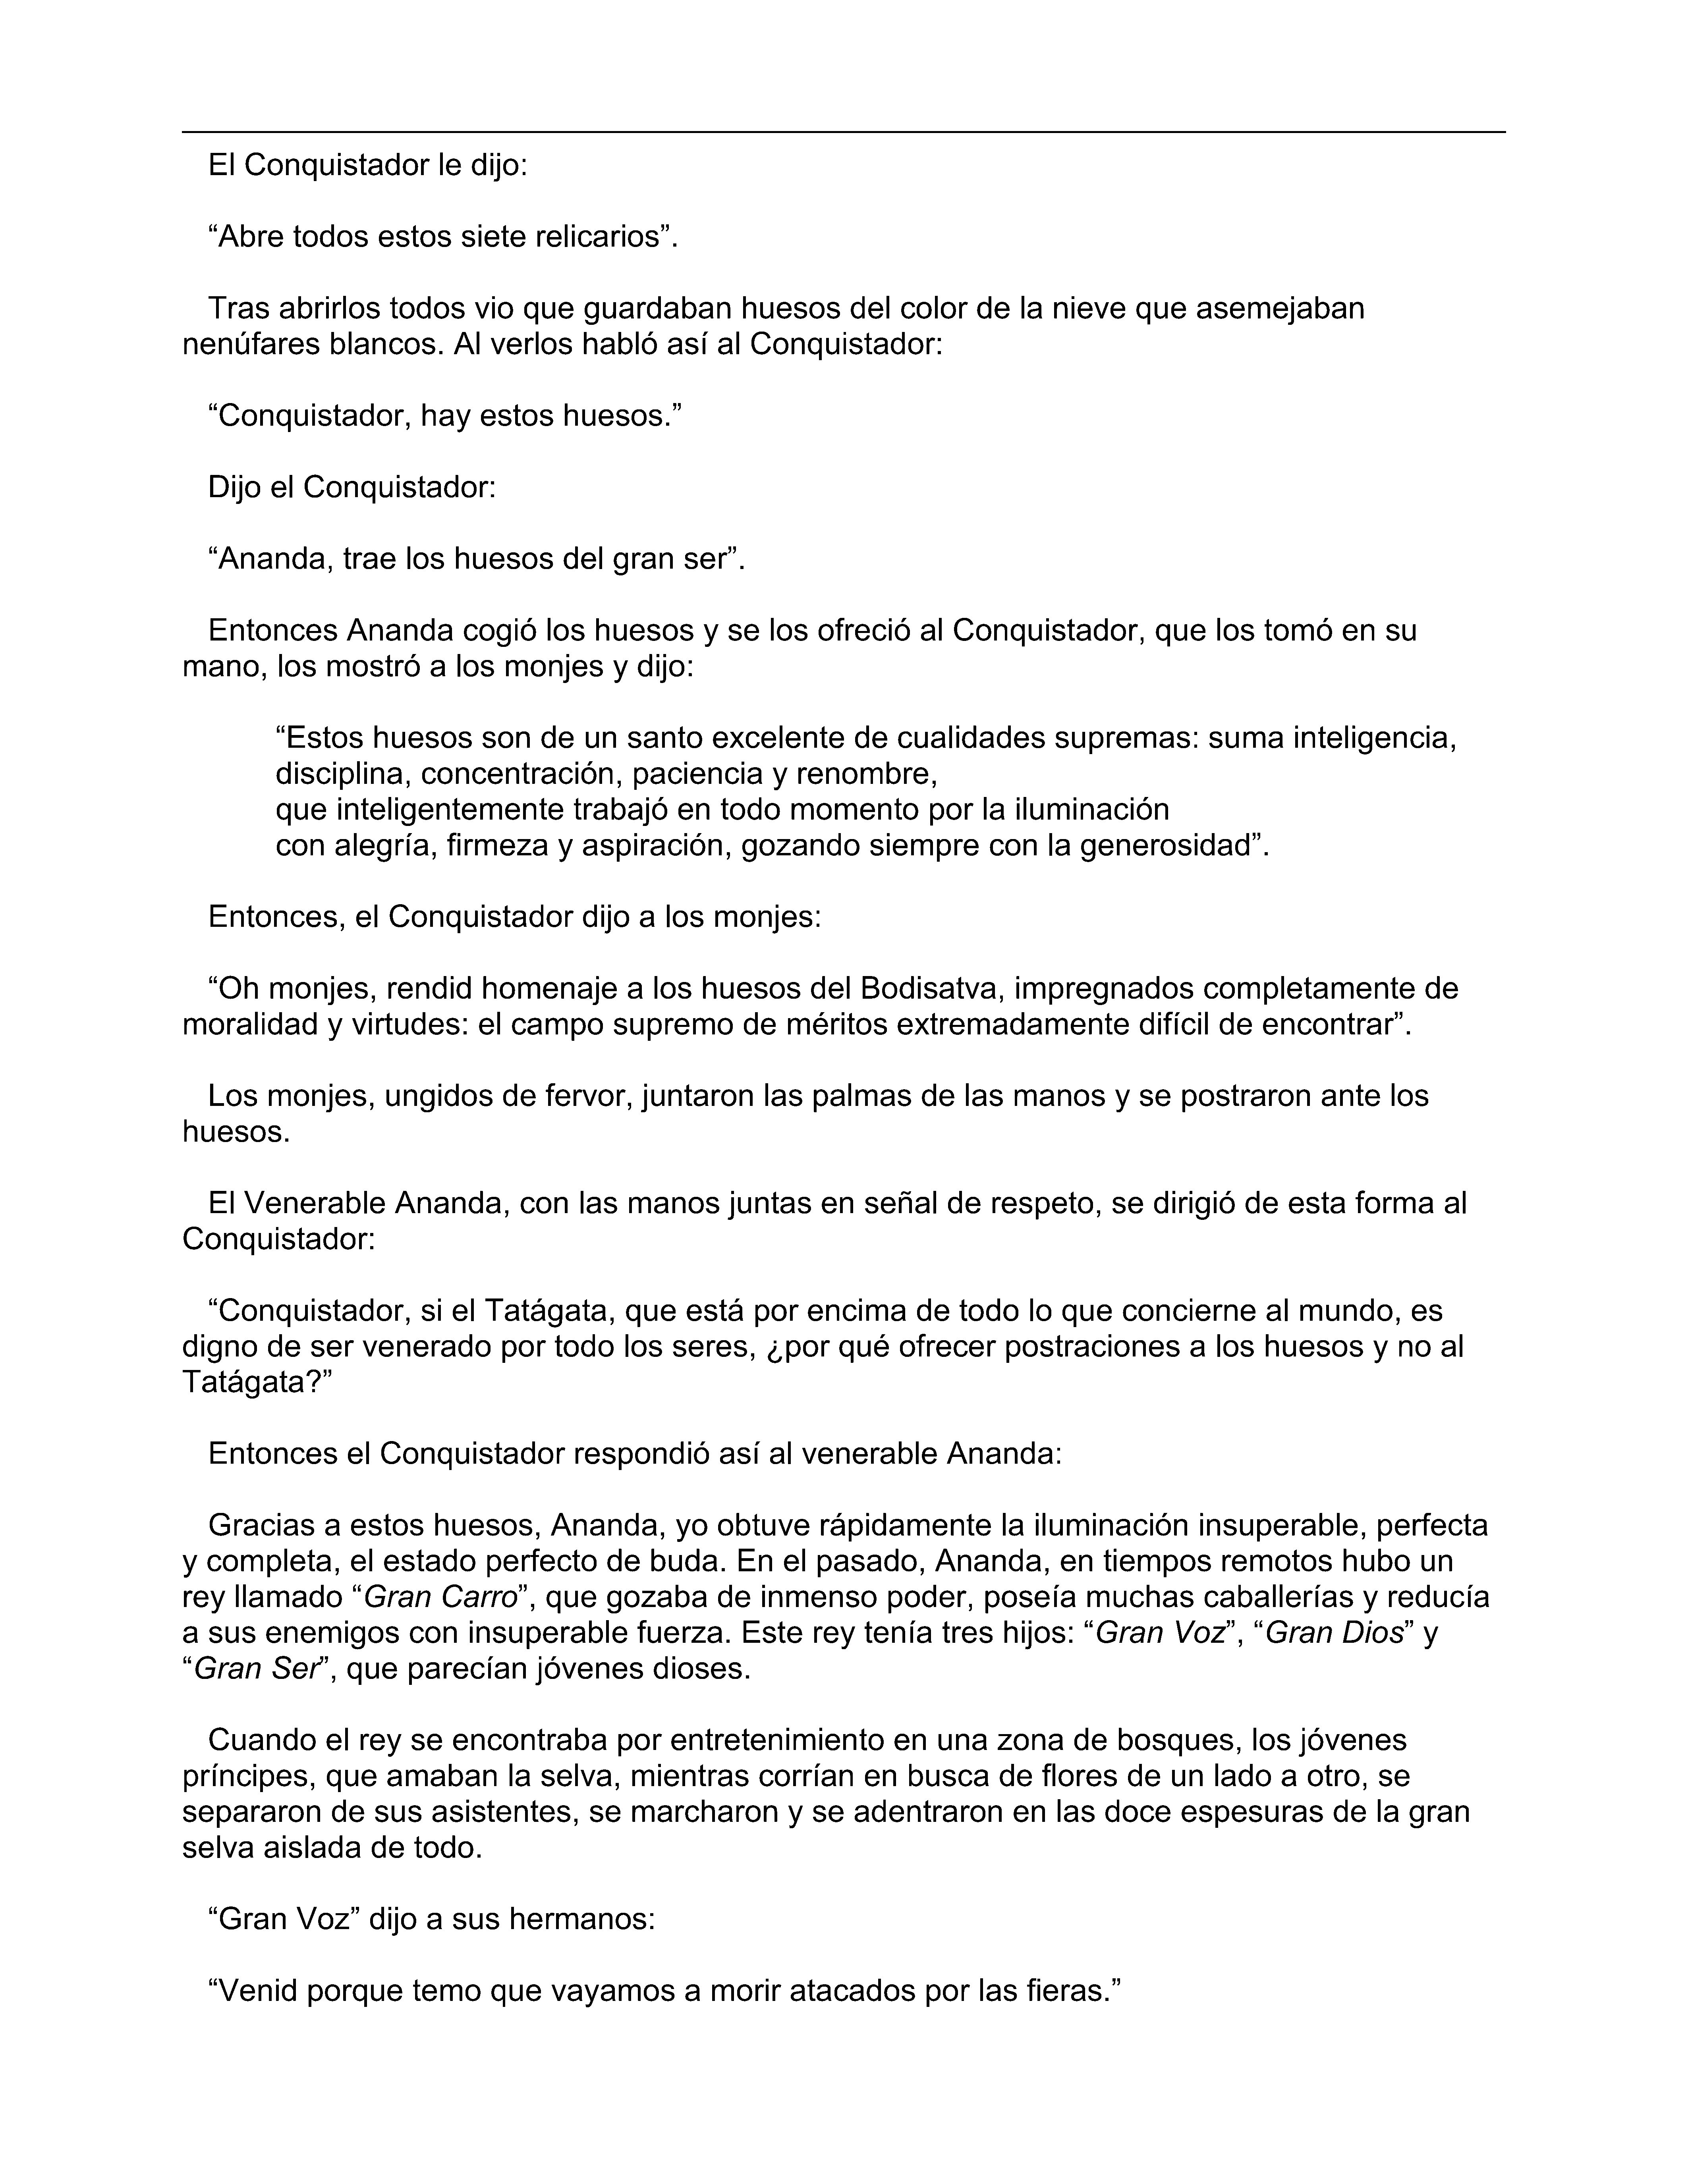 El Conquistador le dijo:
“Abre todos estos siete relicarios”.
Tras abrirlos todos vio que guardaban huesos del color de la nieve que asemejaban
nenúfares blancos. Al verlos habló así al Conquistador:
“Conquistador, hay estos huesos.”
Dijo el Conquistador:
“Ananda, trae los huesos del gran ser”.
Entonces Ananda cogió los huesos y se los ofreció al Conquistador, que los tomó en su
mano, los mostró a los monjes y dijo:
“Estos huesos son de un santo excelente de cualidades supremas: suma inteligencia,
disciplina, concentración, paciencia y renombre,
que inteligentemente trabajó en todo momento por la iluminación
con alegría, firmeza y aspiración, gozando siempre con la generosidad”.
Entonces, el Conquistador dijo a los monjes:
“Oh monjes, rendid homenaje a los huesos del Bodisatva, impregnados completamente de
moralidad y virtudes: el campo supremo de méritos extremadamente difícil de encontrar”.
Los monjes, ungidos de fervor, juntaron las palmas de las manos y se postraron ante los
huesos.
El Venerable Ananda, con las manos juntas en señal de respeto, se dirigió de esta forma al
Conquistador:
“Conquistador, si el Tatágata, que está por encima de todo lo que concierne al mundo, es
digno de ser venerado por todo los seres, ¿por qué ofrecer postraciones a los huesos y no al
Tatágata?”
Entonces el Conquistador respondió así al venerable Ananda:
Gracias a estos huesos, Ananda, yo obtuve rápidamente la iluminación insuperable, perfecta
y completa, el estado perfecto de buda. En el pasado, Ananda, en tiempos remotos hubo un
rey llamado “Gran Carro”, que gozaba de inmenso poder, poseía muchas caballerías y reducía
a sus enemigos con insuperable fuerza. Este rey tenía tres hijos: “Gran Voz”, “Gran Dios” y
“Gran Ser”, que parecían jóvenes dioses.
Cuando el rey se encontraba por entretenimiento en una zona de bosques, los jóvenes
príncipes, que amaban la selva, mientras corrían en busca de flores de un lado a otro, se
separaron de sus asistentes, se marcharon y se adentraron en las doce espesuras de la gran
selva aislada de todo.
“Gran Voz” dijo a sus hermanos:
“Venid porque temo que vayamos a morir atacados por las fieras.”